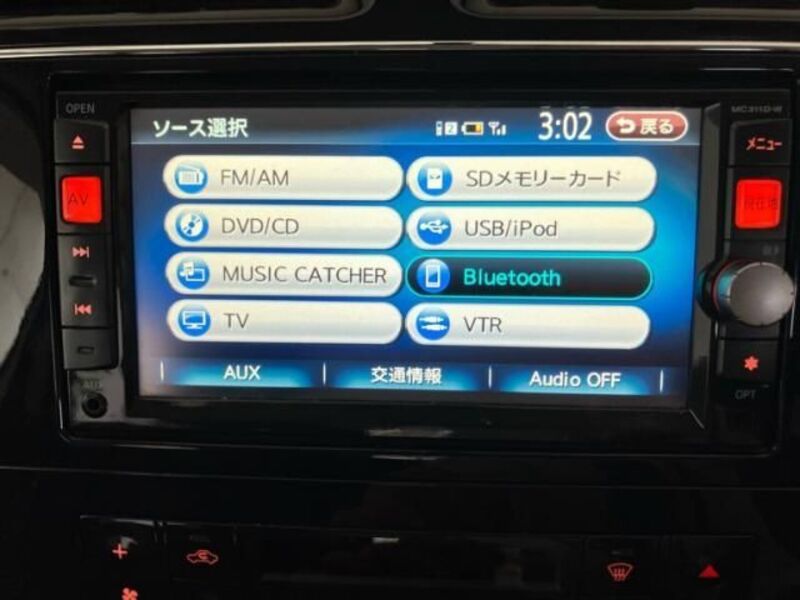 OPEN
MC311D-W
ソース選択
2
3:02
戻る
メニュー
AV
現在地
FM/AM
SDメモリーカード
DVD/CD
USB/iPod
MUSIC CATCHER
Bluetooth
TV
VTR
AUX
交通情報
Audio OFF
AUX
OPT